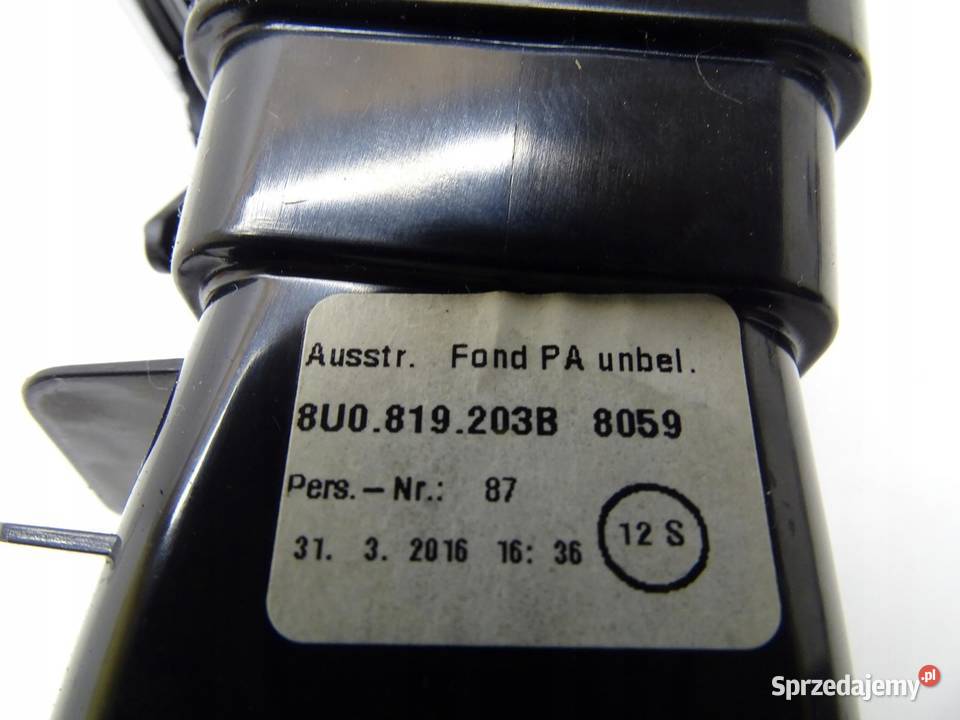 Ausstr. Fond PA unbel.
8U0.819.203B 8059
Pers.-Nr.: 87
31. 3. 2016 16: 36
12 S
Sprzedajemy.pl